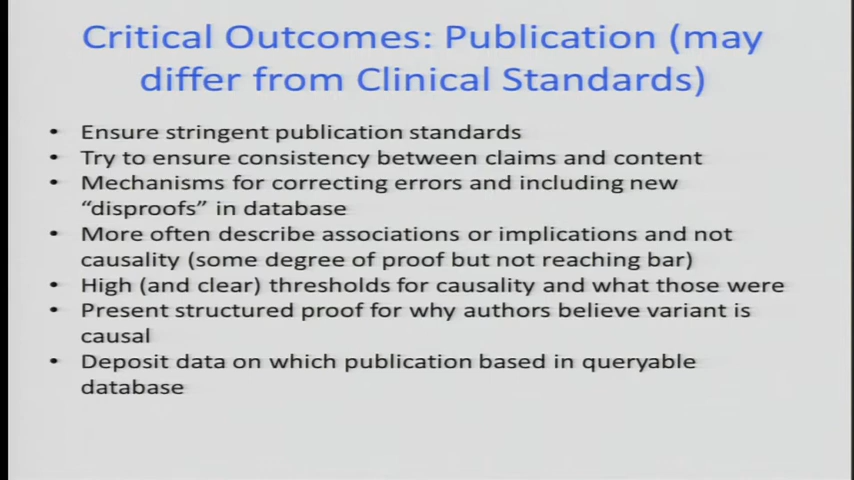 Critical Outcomes: Publication (may
differ from Clinical Standards)
• Ensure stringent publication standards
• Try to ensure consistency between claims and content
• Mechanisms for correcting errors and including new
“disproofs” in database
• More often describe associations or implications and not
causality (some degree of proof but not reaching bar)
• High (and clear) thresholds for causality and what those were
• Present structured proof for why authors believe variant is
causal
• Deposit data on which publication based in queryable
database